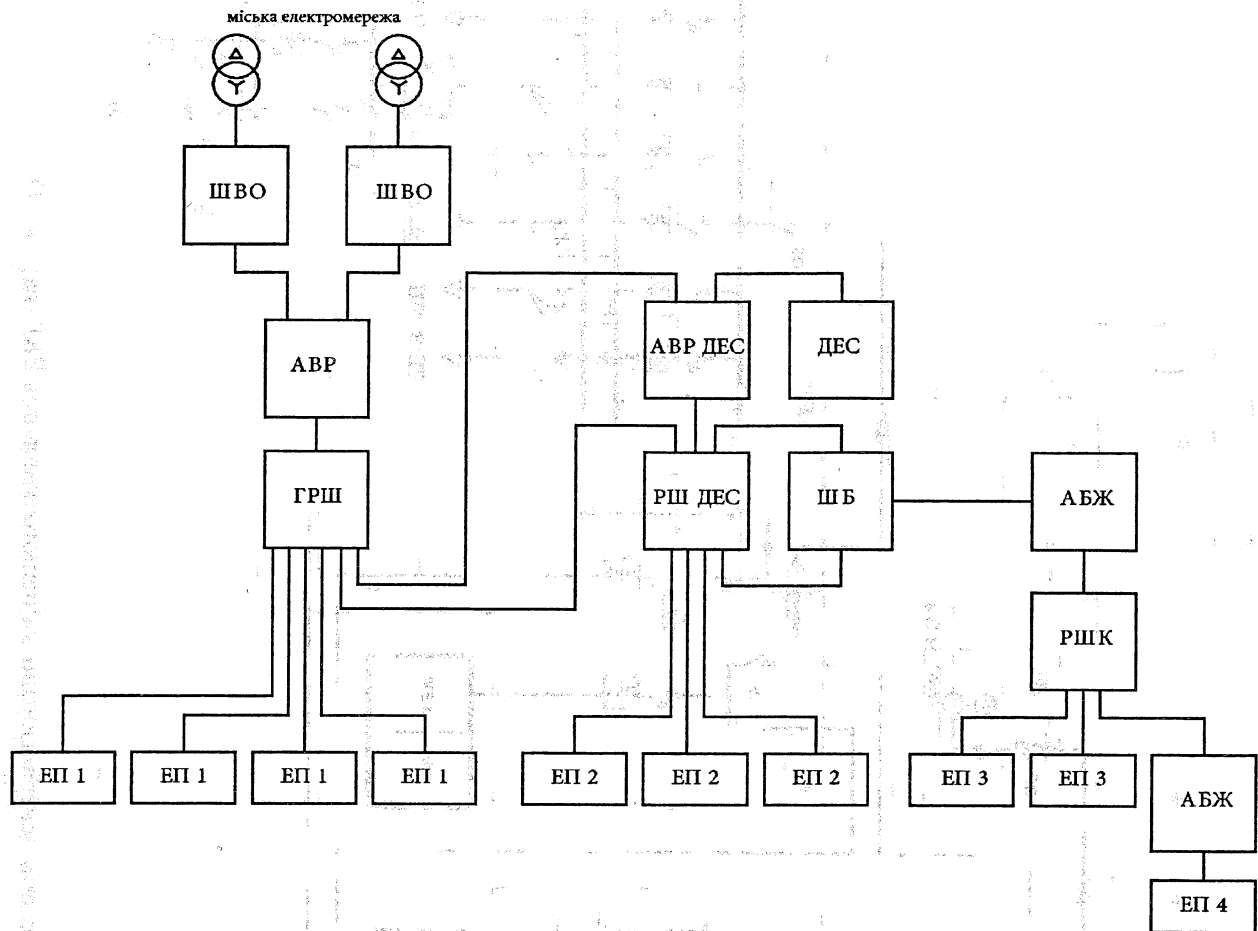 міська електромережа
ШВО ШВО
АВР
АВР ДЕС ДЕС
ГРШ РШ ДЕС ШБ АБЖ
РШК
ЕП 1 ЕП 1 ЕП 1 ЕП 1 ЕП 2 ЕП 2 ЕП 2 ЕП 3 ЕП 3
АБЖ
ЕП 4